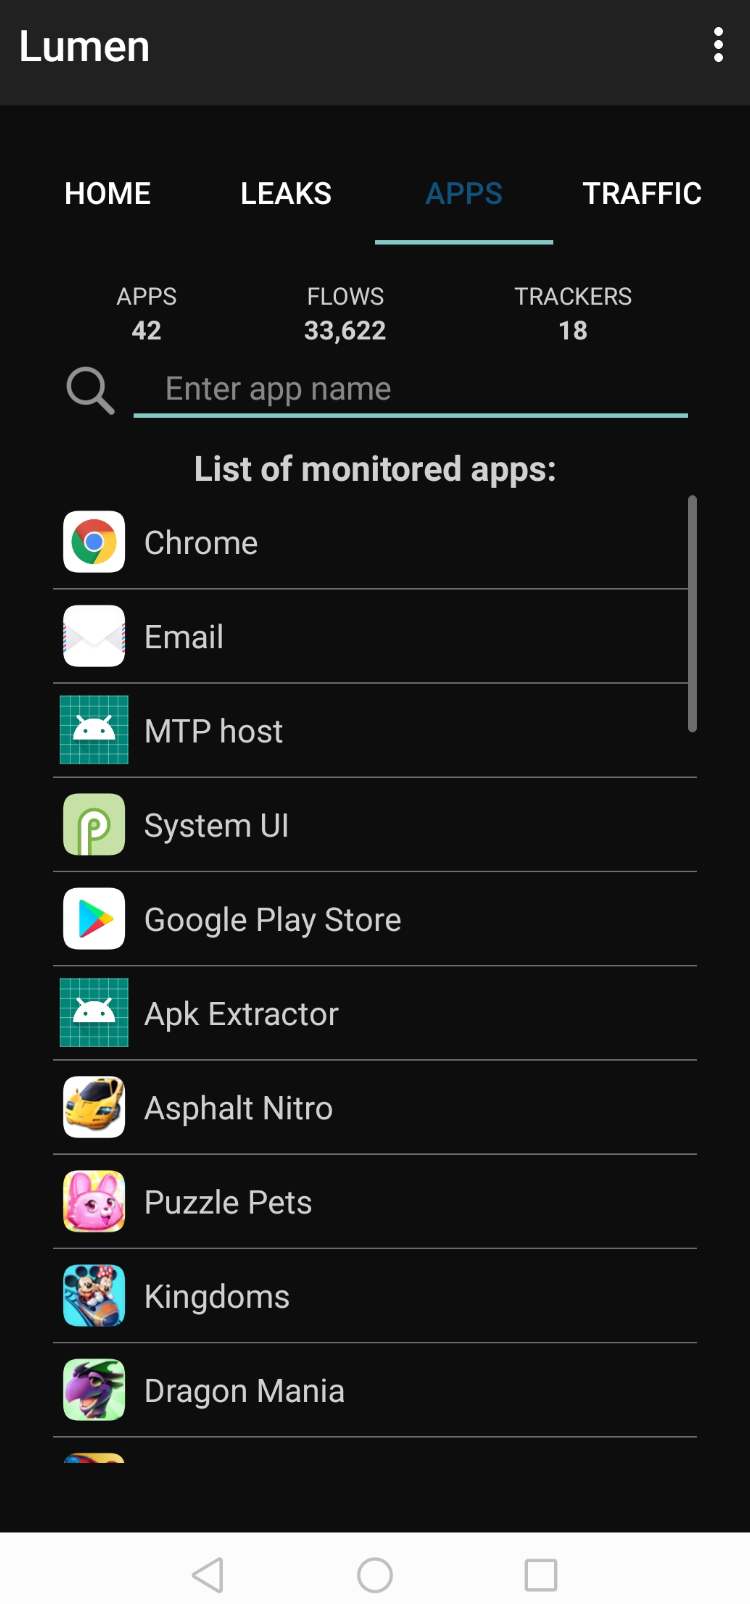 Lumen
HOME LEAKS APPS TRAFFIC
APPS FLOWS TRACKERS
42 33,622 18
Enter app name
List of monitored apps:
Chrome
Email
MTP host
System UI
Google Play Store
Apk Extractor
Asphalt Nitro
Puzzle Pets
Kingdoms
Dragon Mania